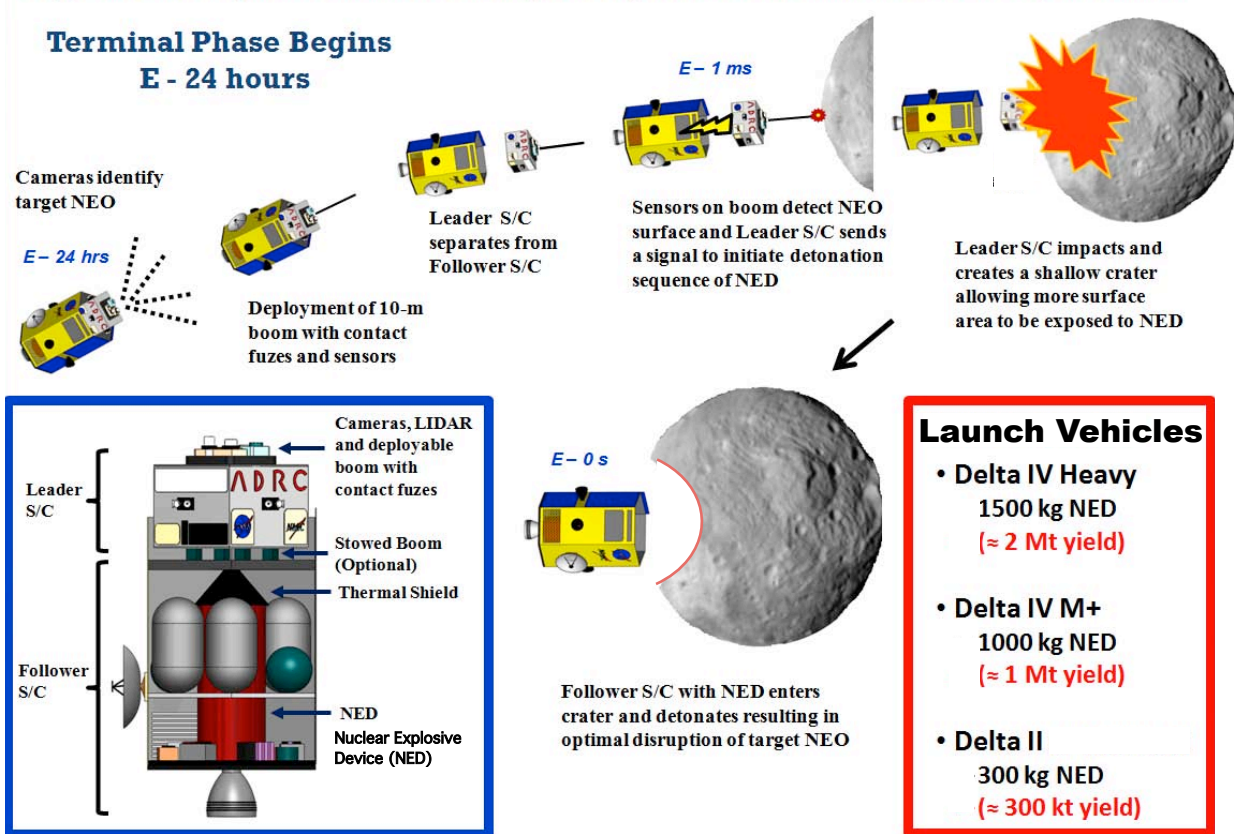 Terminal Phase Begins
E - 24 hours
Cameras identify
target NEO
E – 24 hrs
Deployment of 10-m
boom with contact
fuzes and sensors
Leader S/C
separates from
Follower S/C
E – 1 ms
ADRC
Sensors on boom detect NEO
surface and Leader S/C sends
a signal to initiate detonation
sequence of NED
Leader S/C impacts and
creates a shallow crater
allowing more surface
area to be exposed to NED
E – 0 s
Follower S/C with NED enters
crater and detonates resulting in
optimal disruption of target NEO
Leader
S/C
Follower
S/C
ADRC
Cameras, LIDAR
and deployable
boom with
contact fuzes
Stowed Boom
(Optional)
Thermal Shield
NED
Nuclear Explosive
Device (NED)
Launch Vehicles
• Delta IV Heavy
1500 kg NED
(≈ 2 Mt yield)
• Delta IV M+
1000 kg NED
(≈ 1 Mt yield)
• Delta II
300 kg NED
(≈ 300 kt yield)